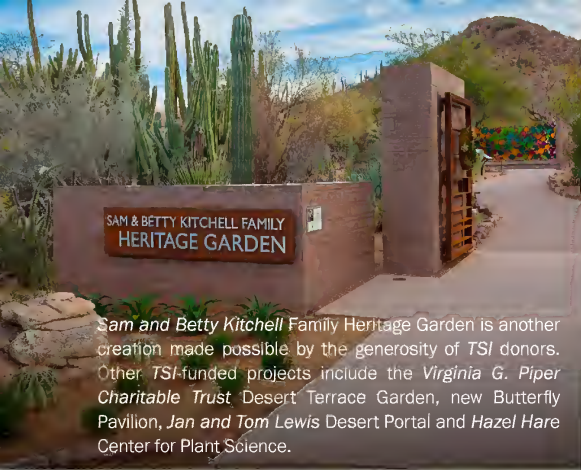 SAM & BETTY KITCHELL FAMILY
HERITAGE GARDEN
Sam and Betty Kitchell Family Heritage Garden is another
creation made possible by the generosity of TSI donors.
Other TSI-funded projects include the Virginia G. Piper
Charitable Trust Desert Terrace Garden, new Butterfly
Pavilion, Jan and Tom Lewis Desert Portal and Hazel Hare
Center for Plant Science.